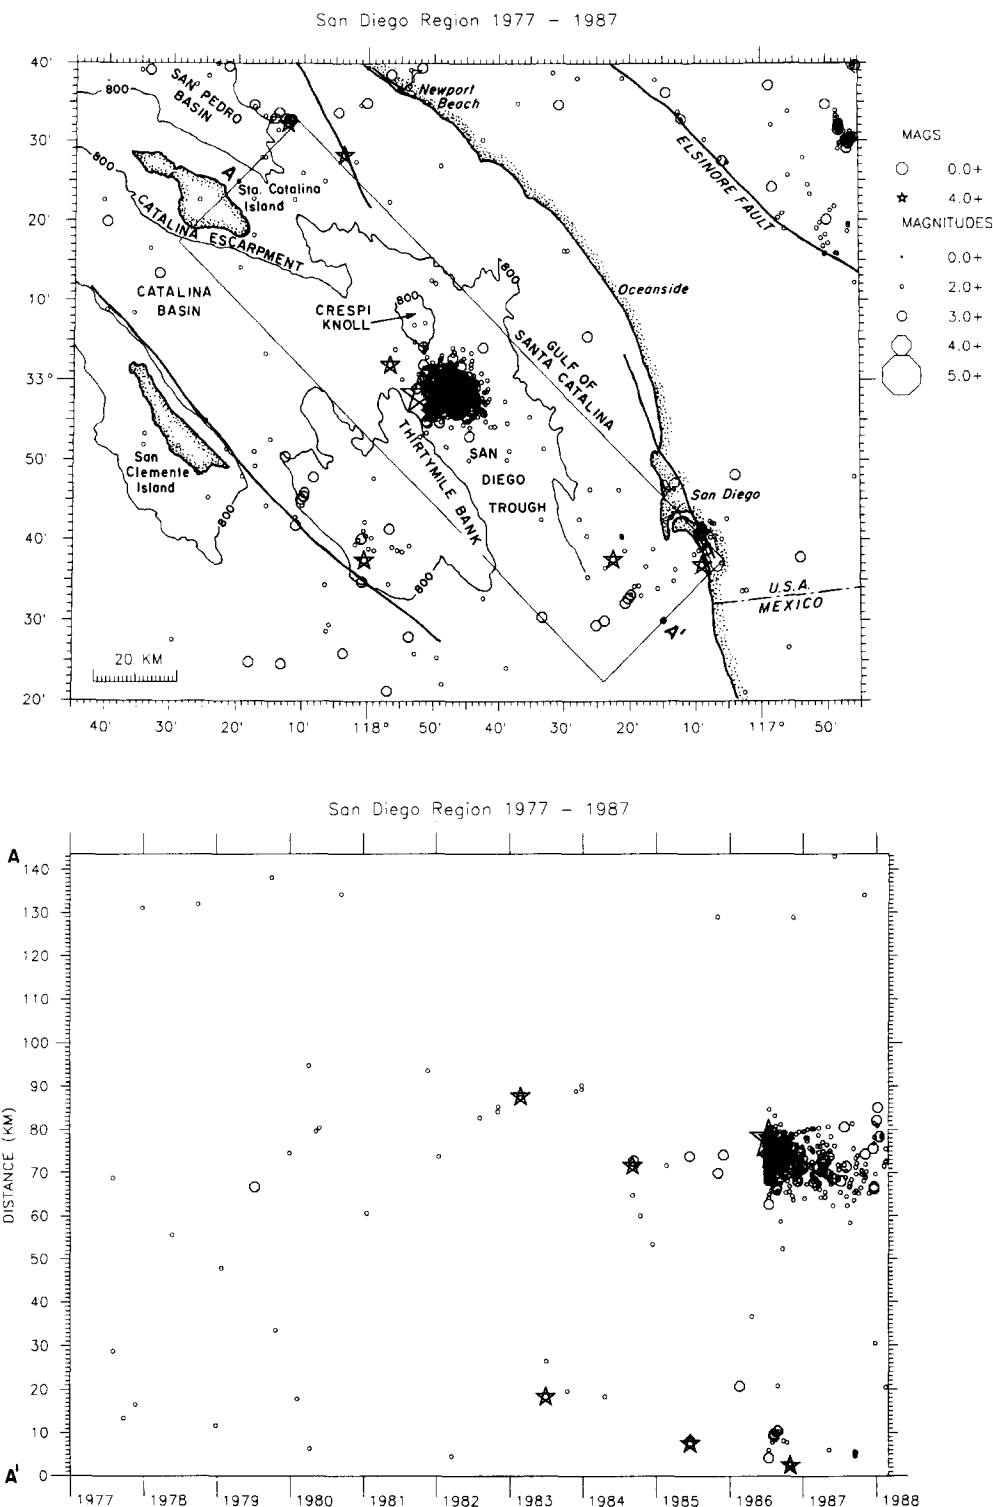 San Diego Region 1977 – 1987
40'
30'
20'
10'
33°
50'
40'
30'
20'
800
SAN PEDRO
BASIN
800
A
Sta. Catalina
Island
CATALINA ESCARPMENT
CATALINA
BASIN
CRESPI
KNOLL
800
800
Newport
Beach
ELSINORE FAULT
Oceanside
GULF OF
SANTA CATALINA
THIRTYMILE BANK
SAN
DIEGO
TROUGH
San
Clemente
Island
800
800
San Diego
U.S.A.
MEXICO
A'
20 KM
40' 30' 20' 10' 118° 50' 40' 30' 20' 10' 117° 50'
MAGS
0.0+
4.0+
MAGNITUDES
0.0+
2.0+
3.0+
4.0+
5.0+
San Diego Region 1977 – 1987
A
140
130
120
110
100
90
80
70
60
50
40
30
20
10
0
A'
DISTANCE (KM)
1977 1978 1979 1980 1981 1982 1983 1984 1985 1986 1987 1988